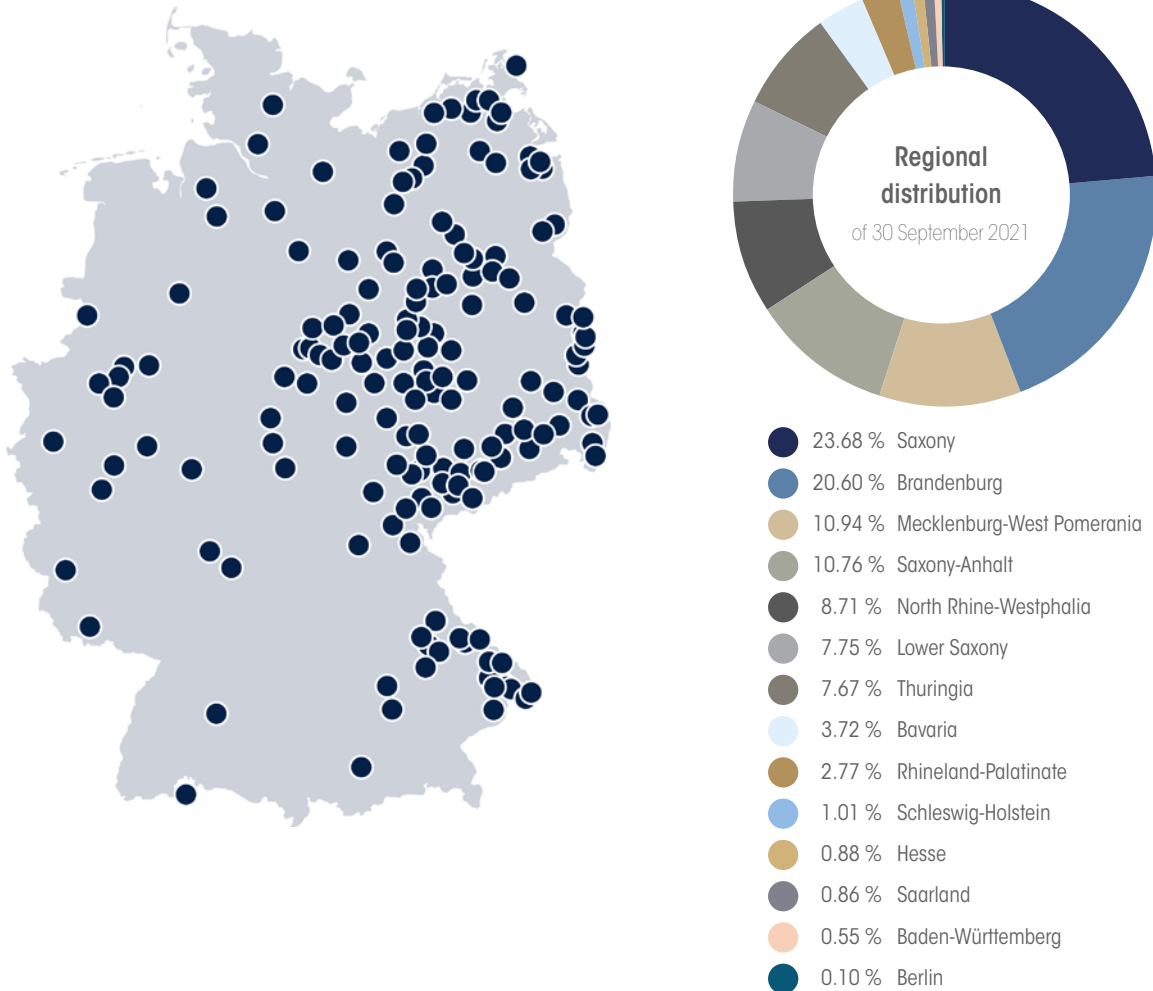 Regional
distribution
of 30 September 2021
23.68 % Saxony
20.60 % Brandenburg
10.94 % Mecklenburg-West Pomerania
10.76 % Saxony-Anhalt
8.71 % North Rhine-Westphalia
7.75 % Lower Saxony
7.67 % Thuringia
3.72 % Bavaria
2.77 % Rhineland-Palatinate
1.01 % Schleswig-Holstein
0.88 % Hesse
0.86 % Saarland
0.55 % Baden-Württemberg
0.10 % Berlin